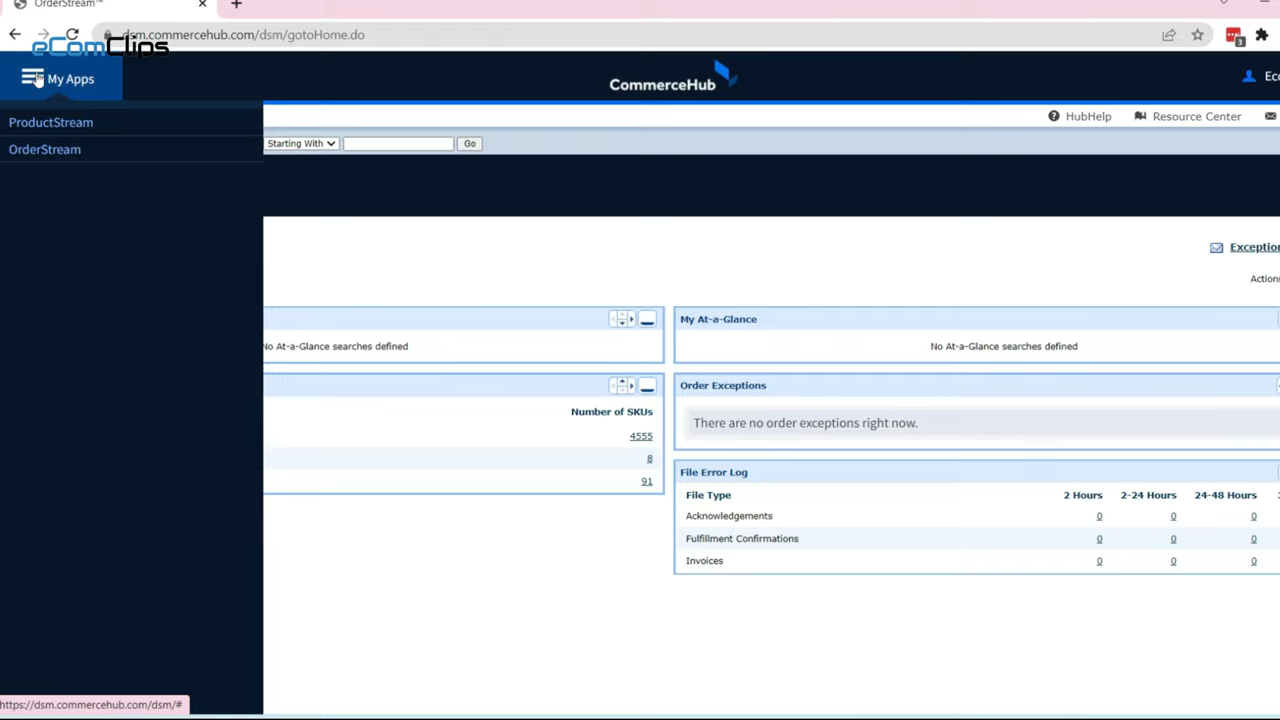 OrderStream™
dsm.commercehub.com/dsm/gotoHome.do
eComClips
3
My Apps
CommerceHub
ProductStream
HubHelp
Resource Center
OrderStream
Starting With
Go
Exceptio
Actions
My At-a-Glance
No At-a-Glance searches defined
No At-a-Glance searches defined
Order Exceptions
Number of SKUs
There are no order exceptions right now.
4555
8
91
File Error Log
File Type 2 Hours 2-24 Hours 24-48 Hours
Acknowledgements 0 0 0
Fulfillment Confirmations 0 0 0
Invoices 0 0 0
https://dsm.commercehub.com/dsm/#